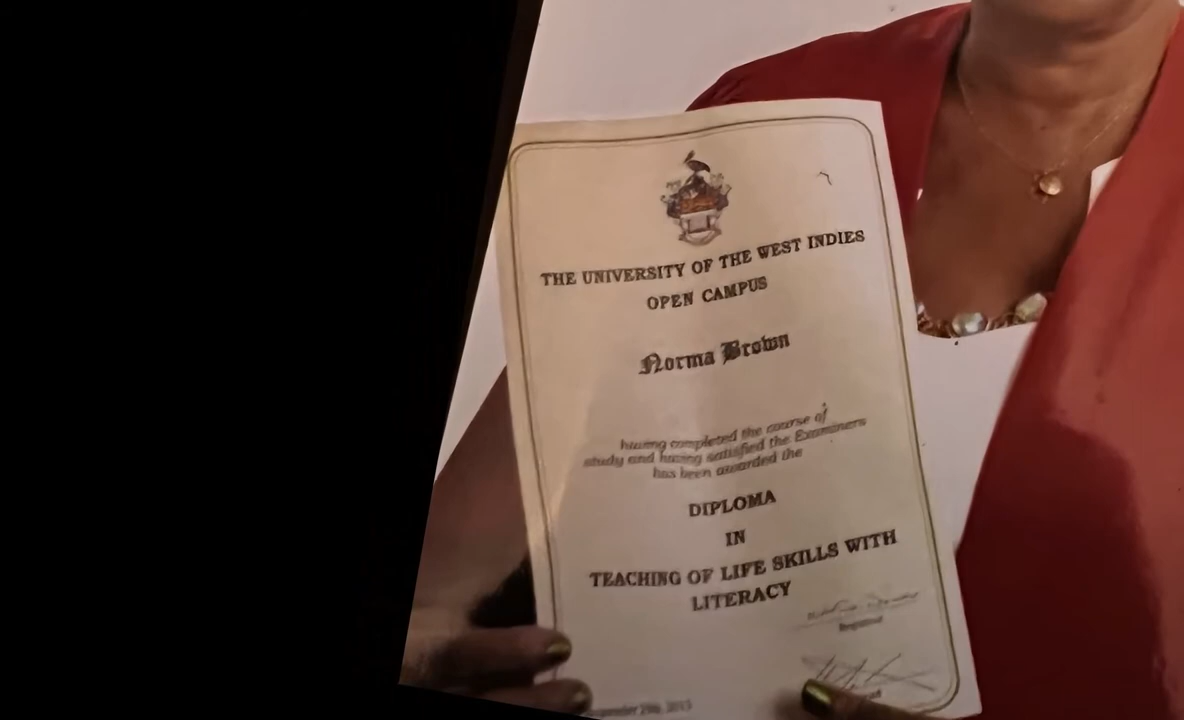 THE UNIVERSITY OF THE WEST INDIES
OPEN CAMPUS
Norma Brown
having completed the course of
study and having satisfied the Examiners
has been awarded the
DIPLOMA
IN
TEACHING OF LIFE SKILLS WITH
LITERACY
Registrar